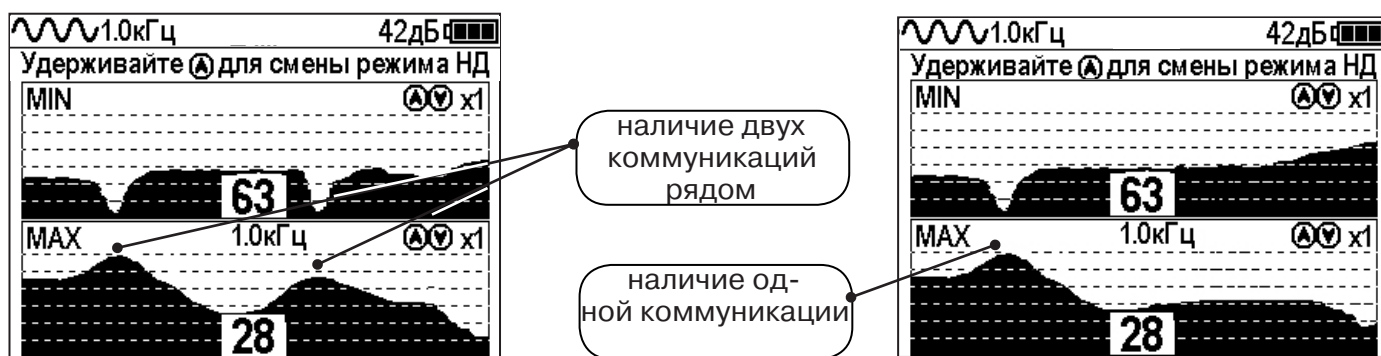 1.0кГц 42дБ
Удерживайте Ⓐ для смены режима НД
MIN x1
63
MAX 1.0кГц x1
28
наличие двух
коммуникаций
рядом
наличие од-
ной коммуникации
1.0кГц 42дБ
Удерживайте Ⓐ для смены режима НД
MIN x1
63
MAX 1.0кГц x1
28